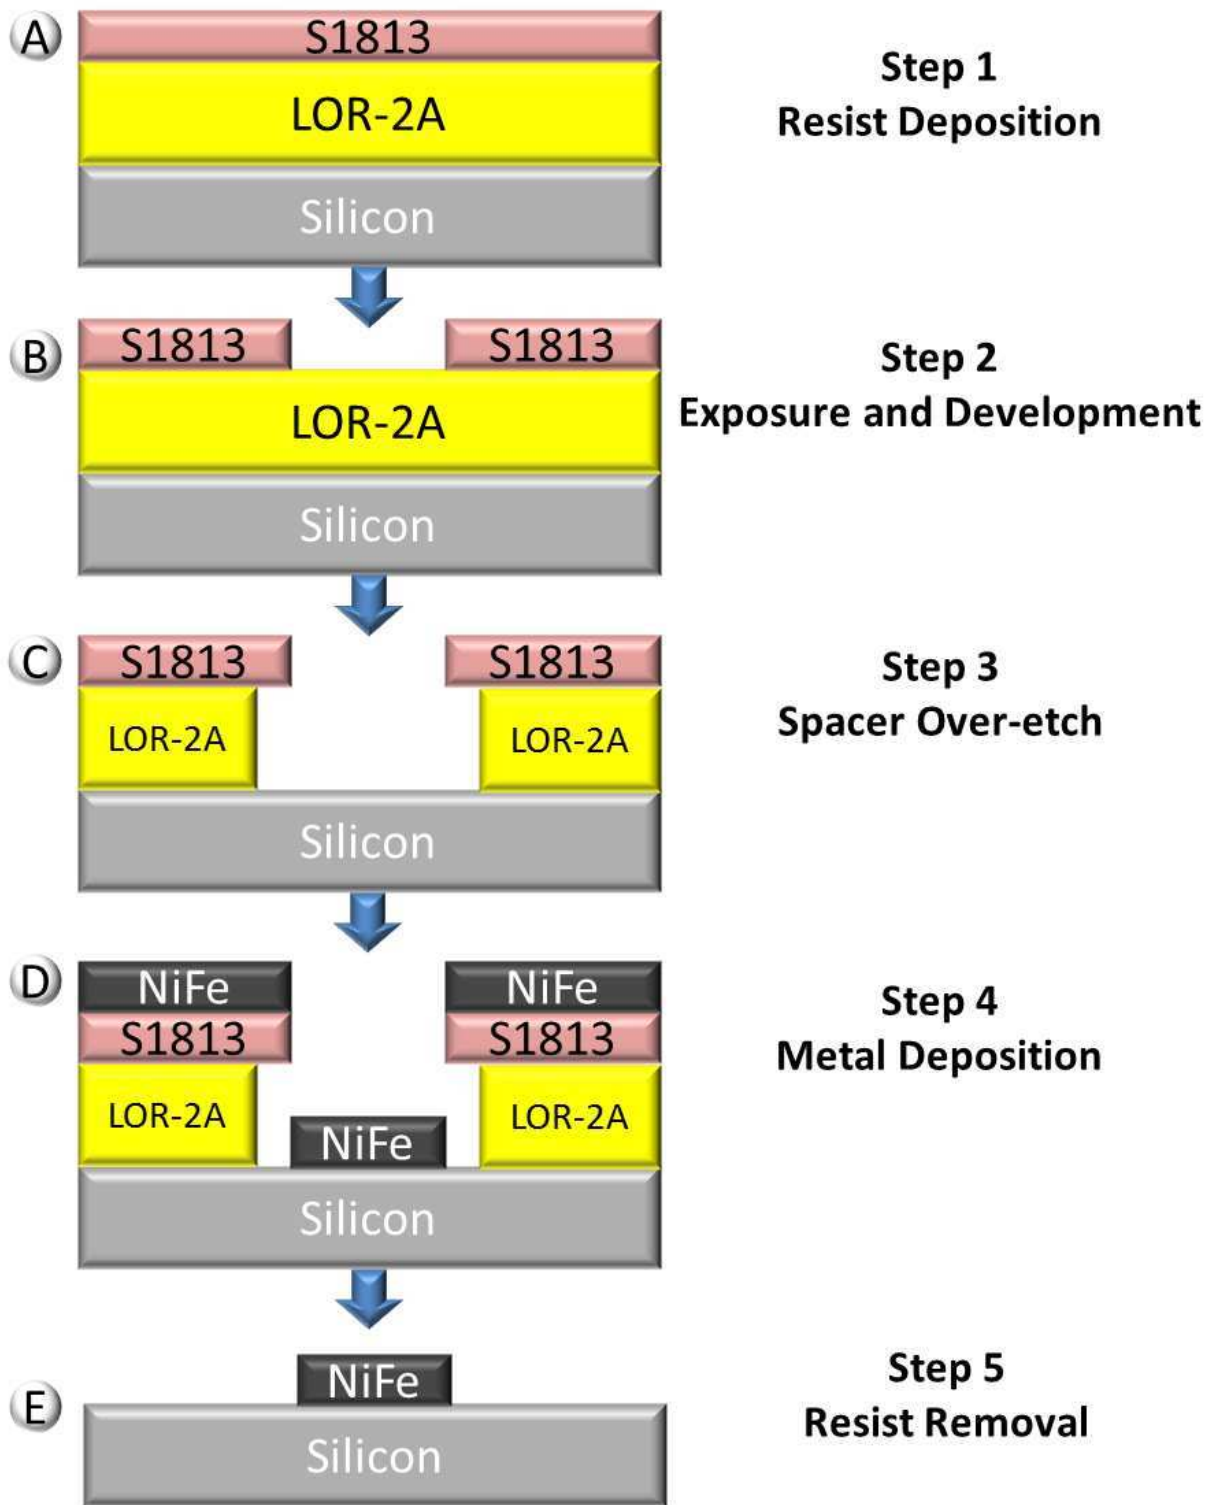 A
S1813
LOR-2A
Silicon
Step 1
Resist Deposition
B
S1813 S1813
LOR-2A
Silicon
Step 2
Exposure and Development
C
S1813 S1813
LOR-2A LOR-2A
Silicon
Step 3
Spacer Over-etch
D
NiFe NiFe
S1813 S1813
LOR-2A LOR-2A
NiFe
Silicon
Step 4
Metal Deposition
E
NiFe
Silicon
Step 5
Resist Removal